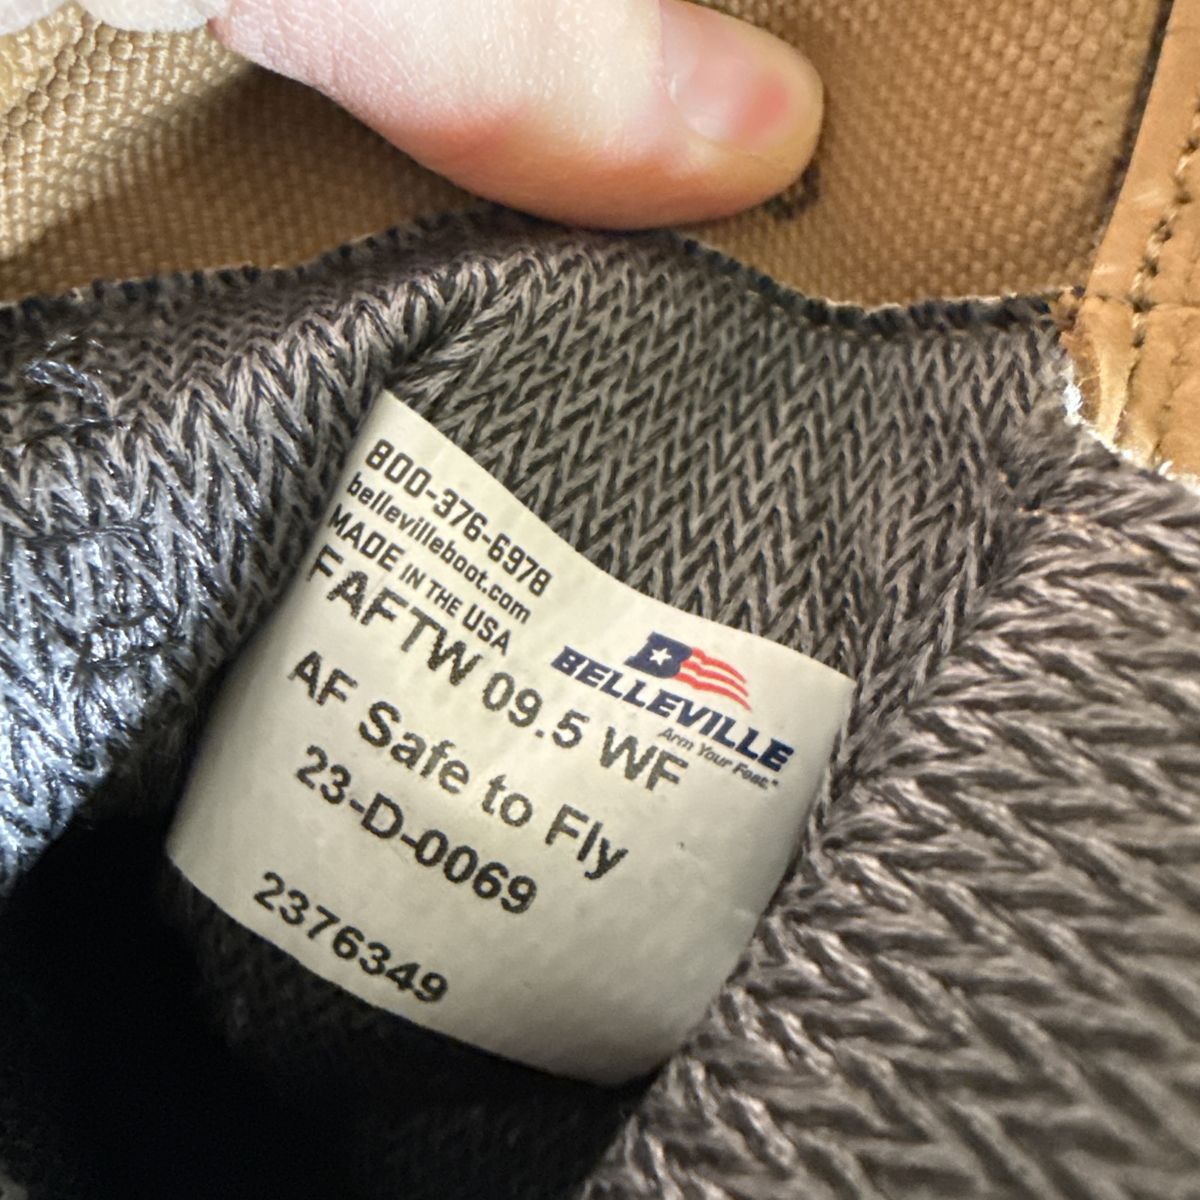 800-376-6978
bellevilleboot.com
MADE IN THE USA
BELLEVILLE
Arm Your Feet.™
FAFTW 09.5 WF
AF Safe to Fly
23-D-0069
2376349